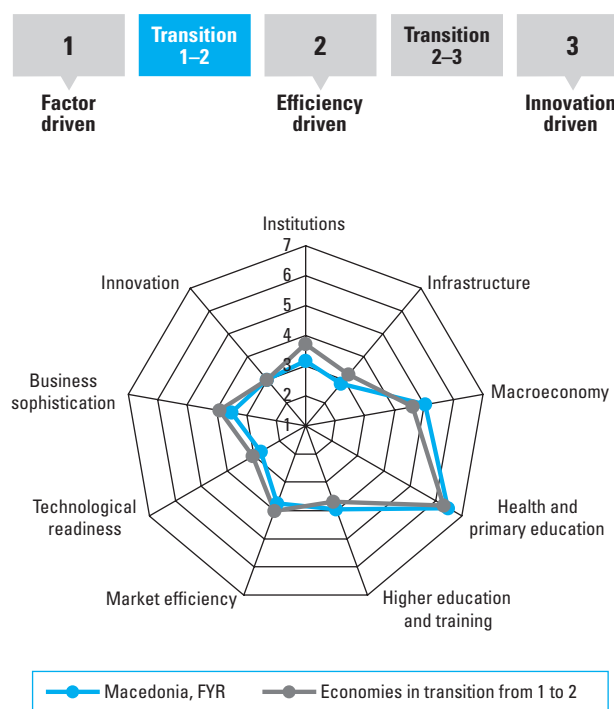 1
Transition
1–2
2
Transition
2–3
3
Factor
driven
Efficiency
driven
Innovation
driven
Institutions
7
6
5
4
3
2
1
Innovation
Infrastructure
Business
sophistication
Macroeconomy
Technological
readiness
Health and
primary education
Market efficiency
Higher education
and training
Macedonia, FYR
Economies in transition from 1 to 2